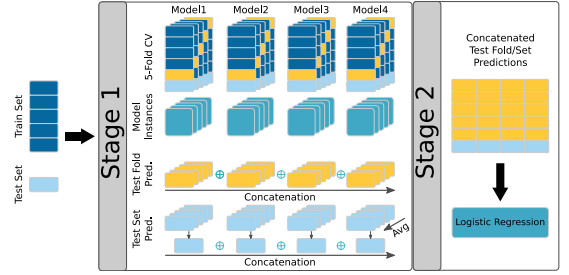 Model1 Model2 Model3 Model4
5-Fold CV
Model
Instances
Test Fold
Pred.
Concatenation
Test Set
Pred.
Avg
Concatenation
Train Set
Test Set
Stage 1
Stage 2
Concatenated
Test Fold/Set
Predictions
Logistic Regression